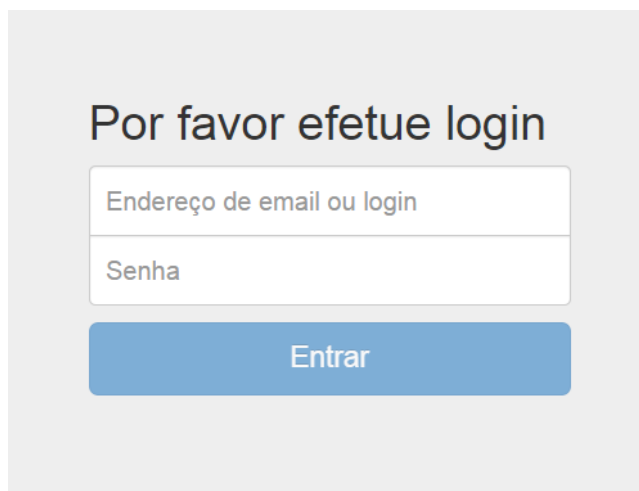 Por favor efetue login
Endereço de email ou login
Senha
Entrar